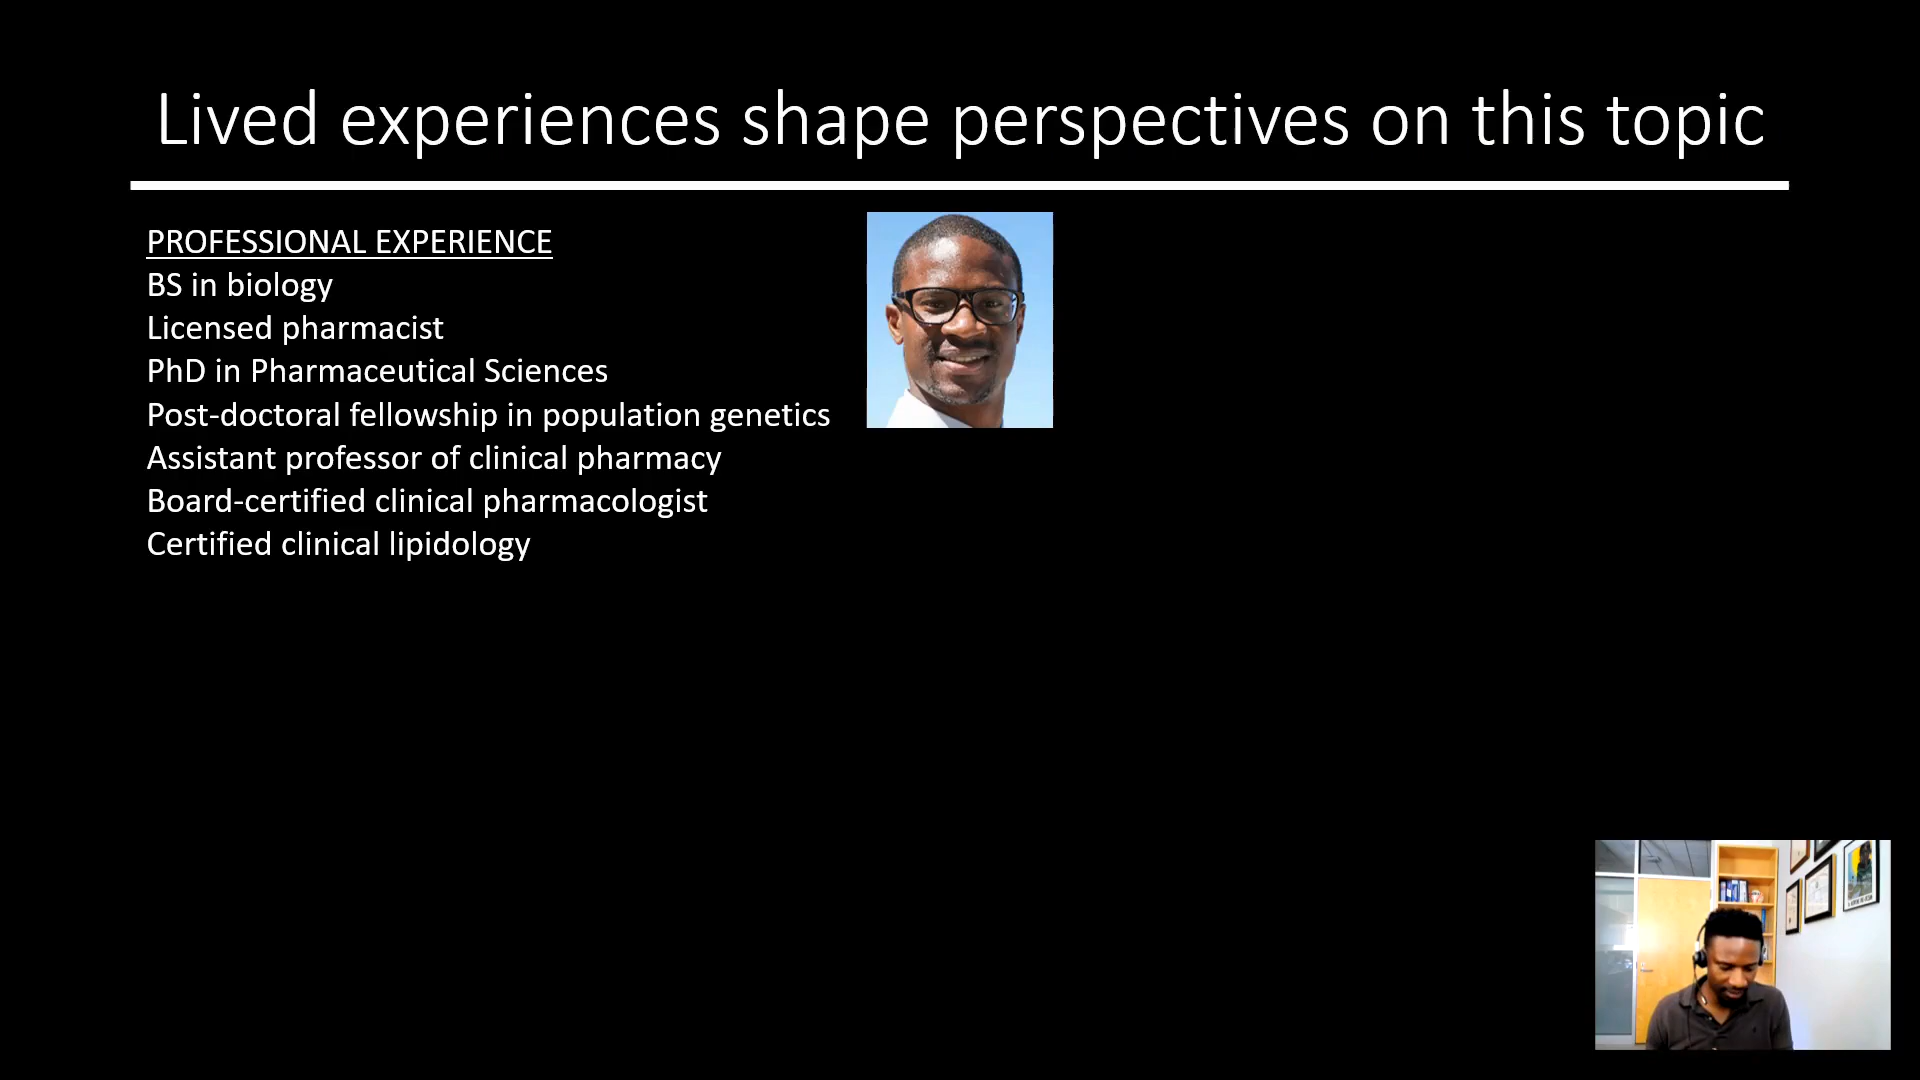 Lived experiences shape perspectives on this topic
PROFESSIONAL EXPERIENCE
BS in biology
Licensed pharmacist
PhD in Pharmaceutical Sciences
Post-doctoral fellowship in population genetics
Assistant professor of clinical pharmacy
Board-certified clinical pharmacologist
Certified clinical lipidology